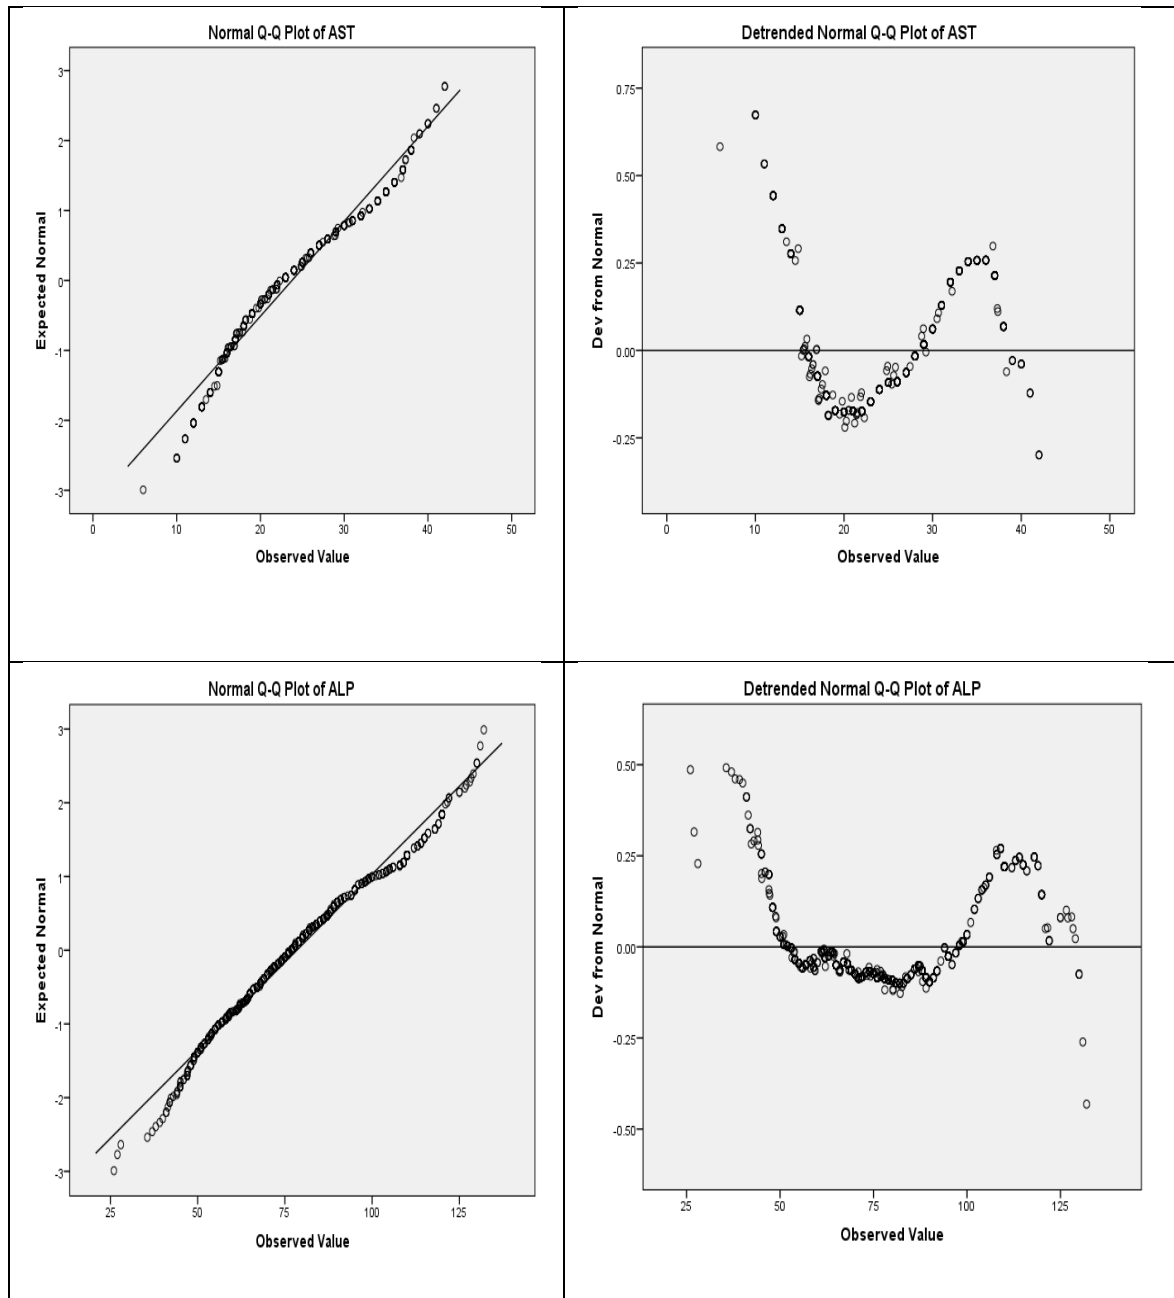 Normal Q-Q Plot of AST
3
2
1
0
-1
-2
-3
Expected Normal
0 10 20 30 40 50
Observed Value
Detrended Normal Q-Q Plot of AST
0.75
0.50
0.25
0.00
-0.25
Dev from Normal
0 10 20 30 40 50
Observed Value
Normal Q-Q Plot of ALP
3
2
1
0
-1
-2
-3
Expected Normal
25 50 75 100 125
Observed Value
Detrended Normal Q-Q Plot of ALP
0.50
0.25
0.00
-0.25
-0.50
Dev from Normal
25 50 75 100 125
Observed Value